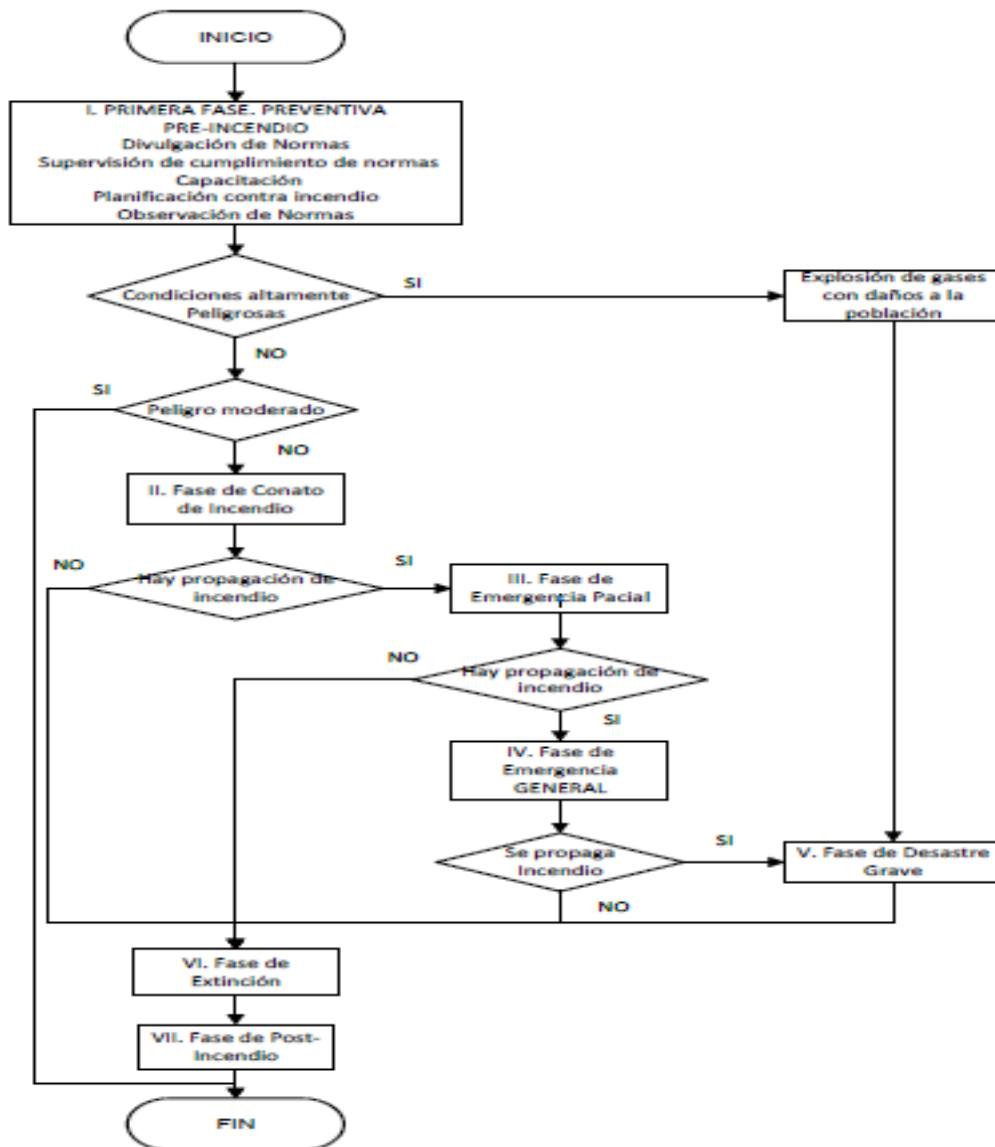 INICIO
I. PRIMERA FASE. PREVENTIVA
PRE-INCENDIO
Divulgación de Normas
Supervisión de cumplimiento de normas
Capacitación
Planificación contra incendio
Observación de Normas
Condiciones altamente
Peligrosas
SI
Explosión de gases
con daños a la
población
NO
SI
Peligro moderado
NO
II. Fase de Conato
de Incendio
NO
Hay propagación de
incendio
SI
III. Fase de
Emergencia Pacial
NO
Hay propagación de
incendio
SI
IV. Fase de
Emergencia
GENERAL
Se propaga
Incendio
SI
V. Fase de Desastre
Grave
NO
VI. Fase de
Extinción
VII. Fase de Post-
Incendio
FIN